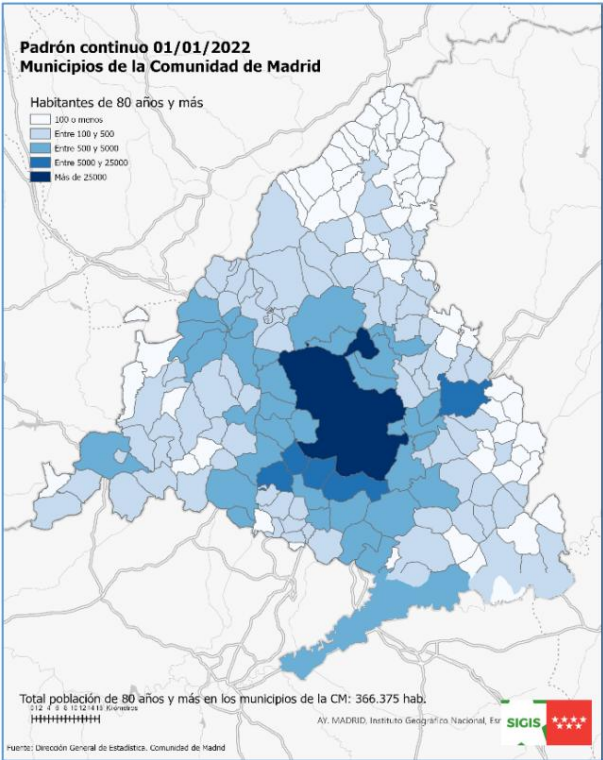 Padrón continuo 01/01/2022
Municipios de la Comunidad de Madrid
Habitantes de 80 años y más
100 o menos
Entre 100 y 500
Entre 500 y 5000
Entre 5000 y 25000
Más de 25000
Total población de 80 años y más en los municipios de la CM: 366.375 hab.
Kilómetros
AY. MADRID, Instituto Geografico Nacional, Esr
SIGIS
Fuente: Dirección General de Estadística. Comunidad de Madrid